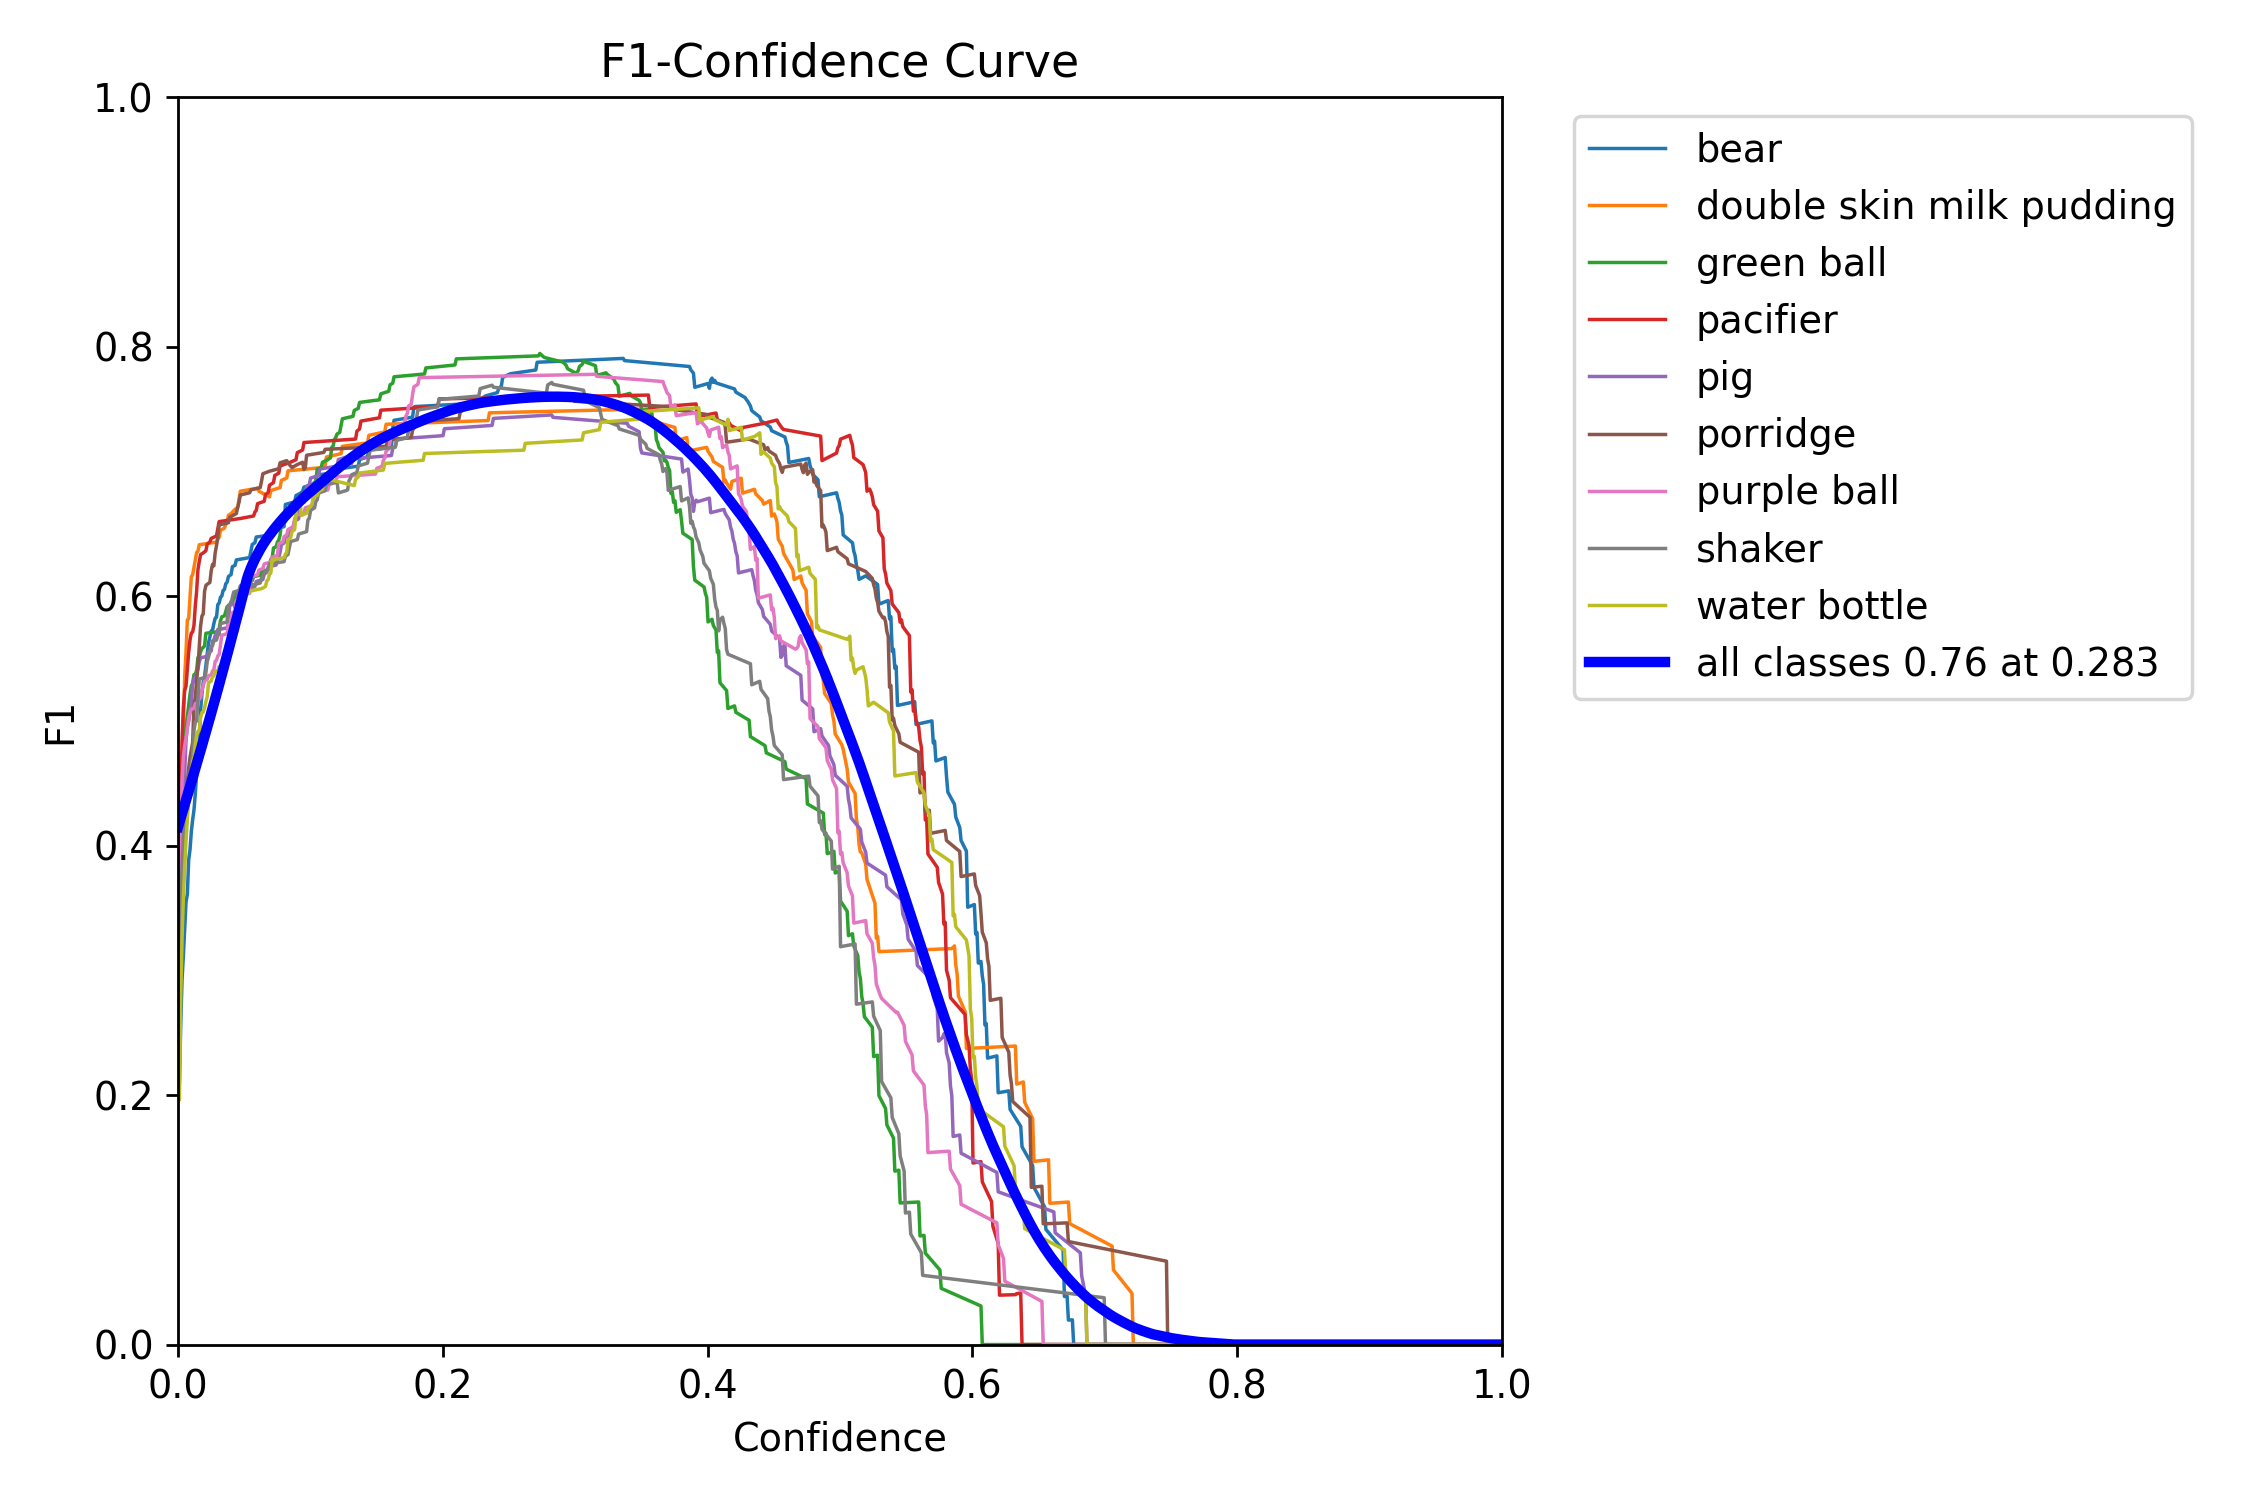 F1-Confidence Curve
1.0
0.8
0.6
0.4
0.2
0.0
F1
0.0 0.2 0.4 0.6 0.8 1.0
Confidence
bear
double skin milk pudding
green ball
pacifier
pig
porridge
purple ball
shaker
water bottle
all classes 0.76 at 0.283